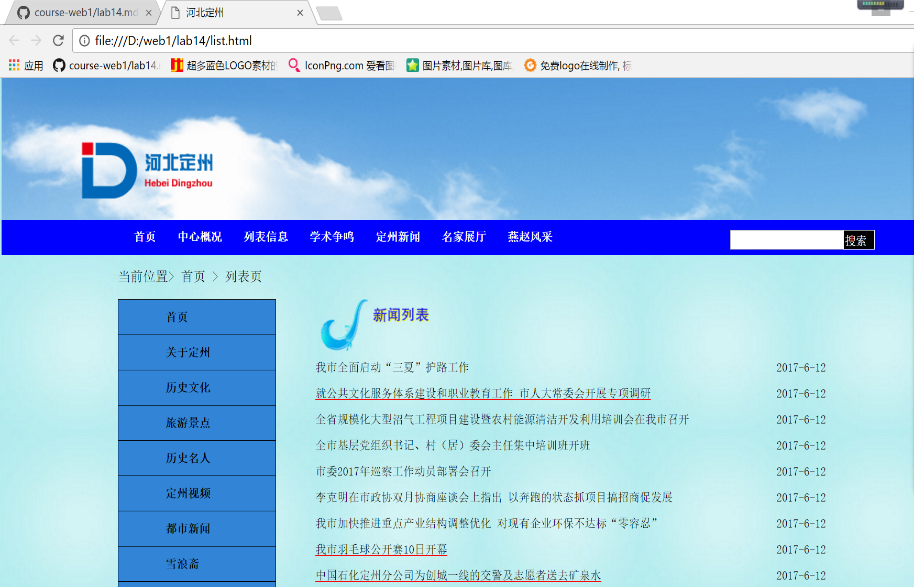 course-web1/lab14.md
河北定州
file:///D:/web1/lab14/list.html
应用
course-web1/lab14.
超多蓝色LOGO素材的
IconPng.com 爱看图
图片素材,图片库,图库
免费logo在线制作, 标
河北定州
Hebei Dingzhou
首页 中心概况 列表信息 学术争鸣 定州新闻 名家展厅 燕赵风采
搜索
当前位置> 首页 > 列表页
首页
关于定州
历史文化
旅游景点
历史名人
定州视频
都市新闻
雪浪斋
新闻列表
我市全面启动“三夏”护路工作 2017-6-12
就公共文化服务体系建设和职业教育工作 市人大常委会开展专项调研 2017-6-12
全省规模化大型沼气工程项目建设暨农村能源清洁开发利用培训会在我市召开 2017-6-12
全市基层党组织书记、村（居）委会主任集中培训班开班 2017-6-12
市委2017年巡察工作动员部署会召开 2017-6-12
李克明在市政协双月协商座谈会上指出 以奔跑的状态抓项目搞招商促发展 2017-6-12
我市加快推进重点产业结构调整优化 对现有企业环保不达标“零容忍” 2017-6-12
我市羽毛球公开赛10日开幕 2017-6-12
中国石化定州分公司为创城一线的交警及志愿者送去矿泉水 2017-6-12